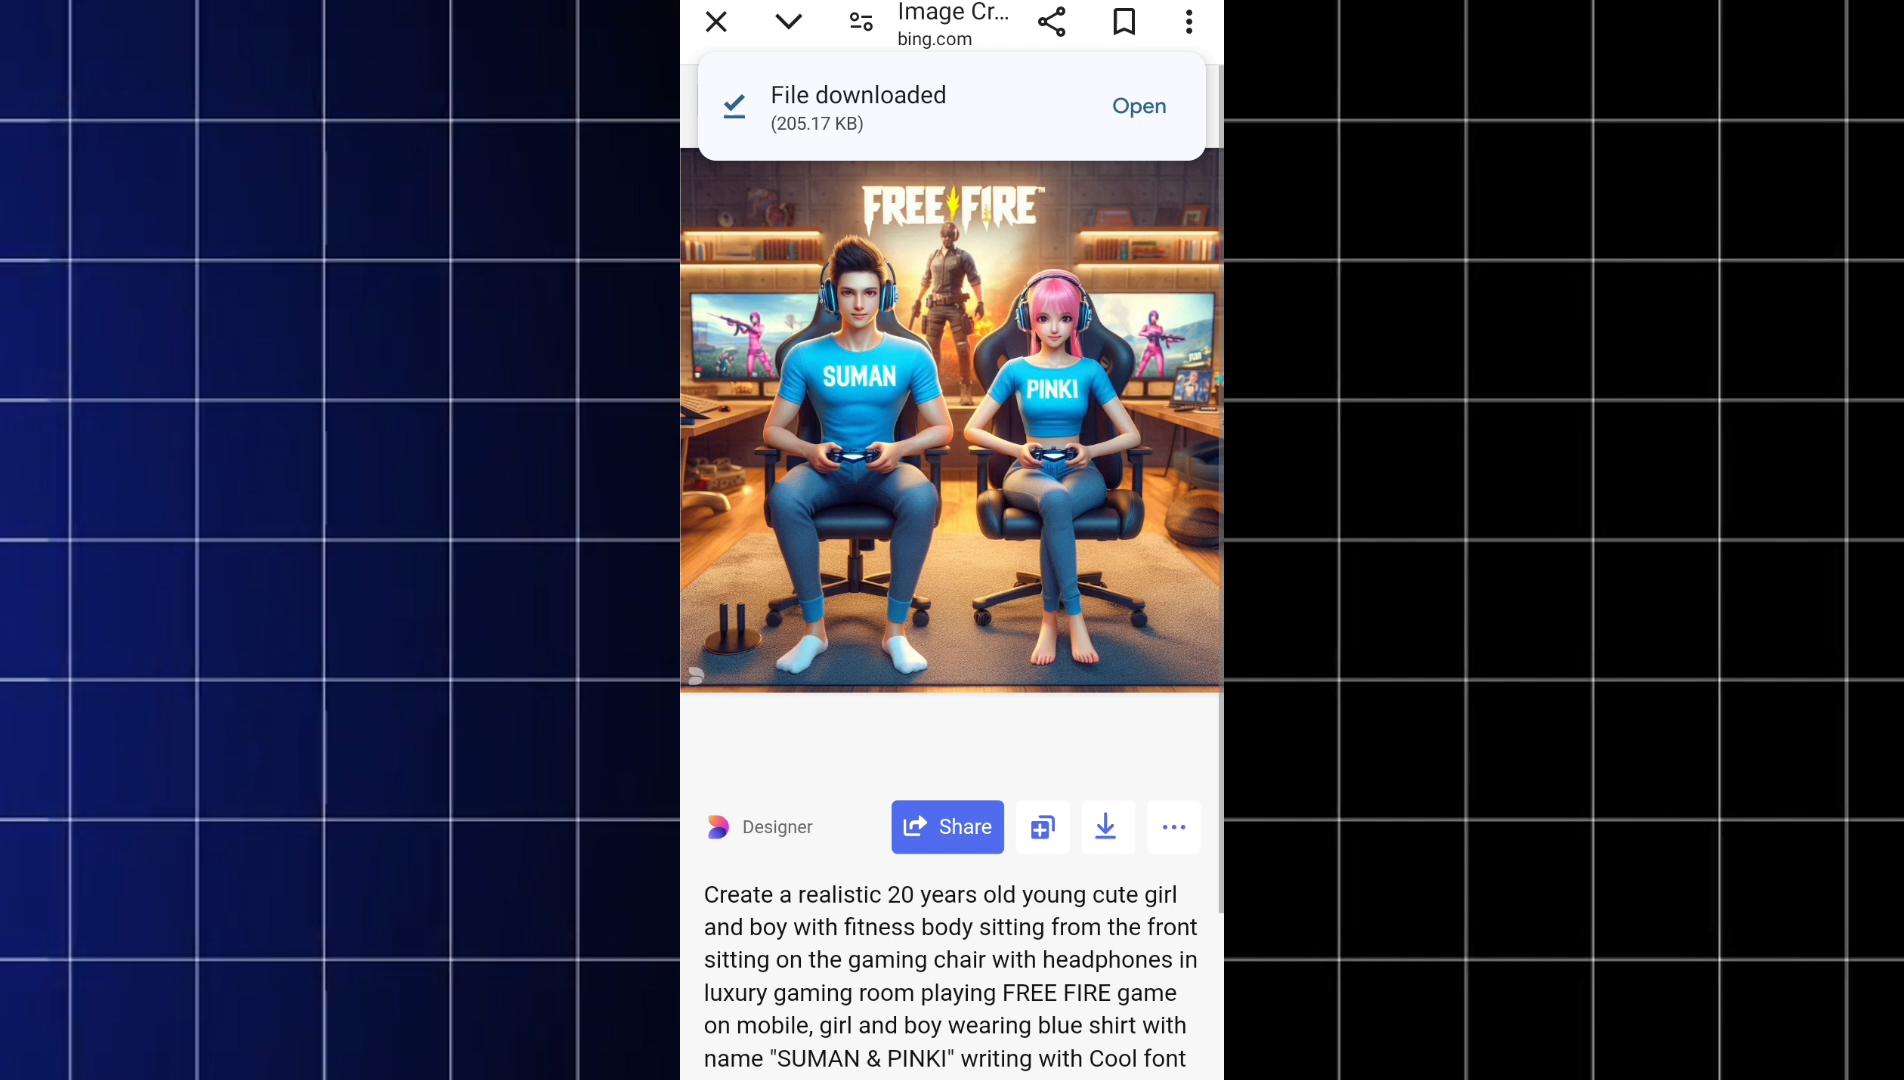 Image Cr...
bing.com
File downloaded
(205.17 KB)
Open
FREE FIRE™
SUMAN
PINKI
Designer
Share
Create a realistic 20 years old young cute girl
and boy with fitness body sitting from the front
sitting on the gaming chair with headphones in
luxury gaming room playing FREE FIRE game
on mobile, girl and boy wearing blue shirt with
name "SUMAN & PINKI" writing with Cool font